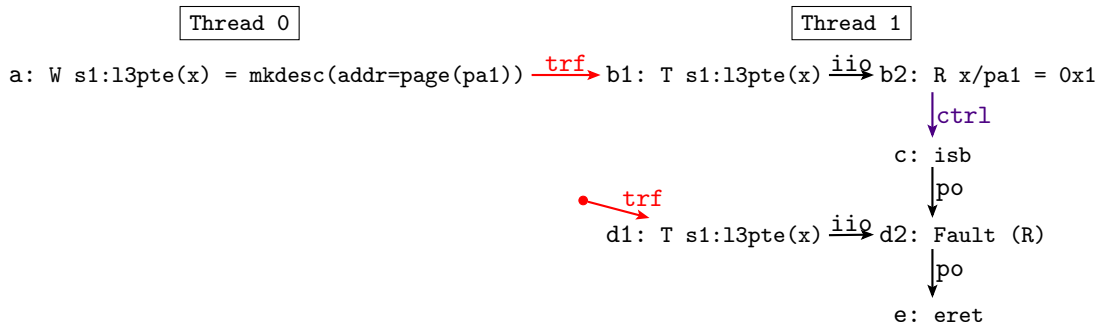 Thread 0 Thread 1
a: W s1:l3pte(x) = mkdesc(addr=page(pa1)) trf b1: T s1:l3pte(x) iio b2: R x/pa1 = 0x1
ctrl
c: isb
po
trf
d1: T s1:l3pte(x) iio d2: Fault (R)
po
e: eret